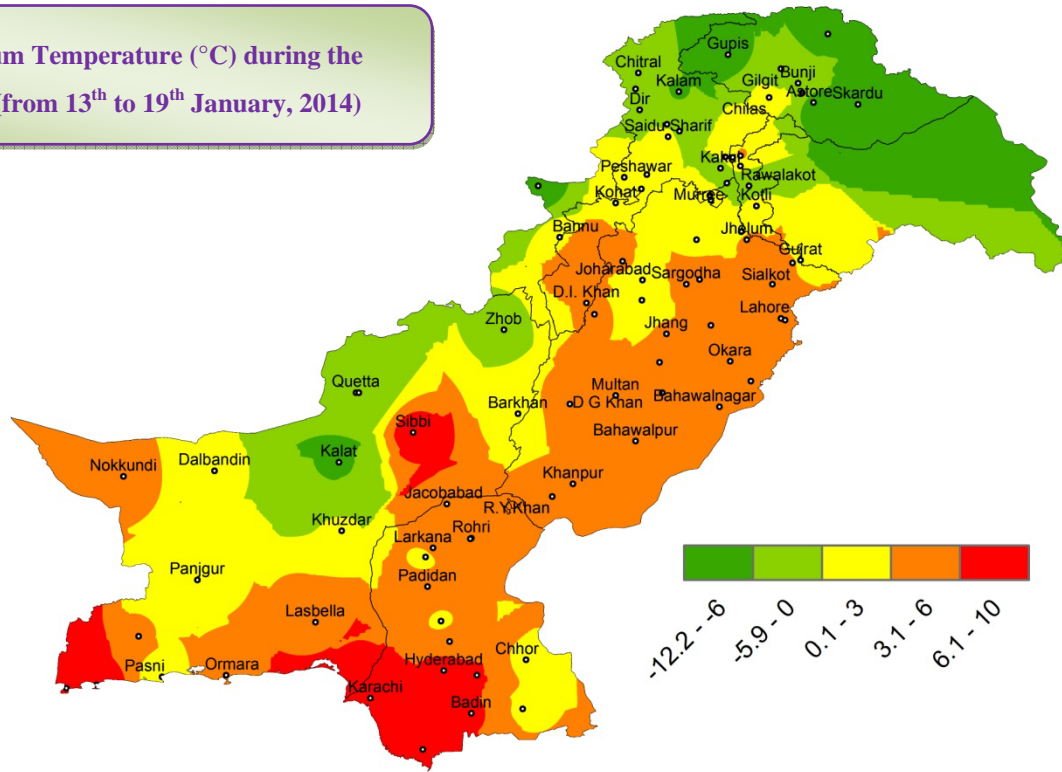 Temperature (°C) during the
from 13th to 19th January, 2014)
Gupis
Chitral
Kalam
Gilgit
Bunji
Astore
Skardu
Dir
Chilas
Saidu Sharif
Peshawar
Rawalakot
Kohat
Murree
Kotli
Bannu
Jhelum
Gujrat
Joharabad
Sargodha
Sialkot
D.I. Khan
Zhob
Lahore
Jhang
Okara
Quetta
Multan
Barkhan
D G Khan
Bahawalnagar
Sibbi
Bahawalpur
Kalat
Nokkundi
Dalbandin
Khanpur
Jacobabad
R.Y.Khan
Khuzdar
Rohri
Larkana
Panjgur
Padidan
Lasbella
Chhor
Pasni
Ormara
Hyderabad
Karachi
Badin
-12.2 - -6
-5.9 - 0
0.1 - 3
3.1 - 6
6.1 - 10